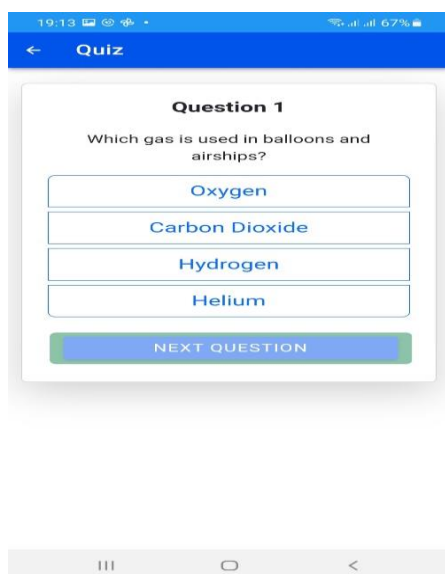 19:13 67%
Quiz
Question 1
Which gas is used in balloons and
airships?
Oxygen
Carbon Dioxide
Hydrogen
Helium
NEXT QUESTION